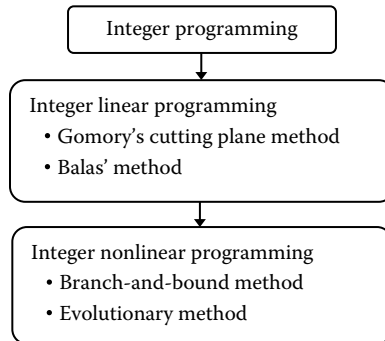 Integer programming
Integer linear programming
• Gomory's cutting plane method
• Balas' method
Integer nonlinear programming
• Branch-and-bound method
• Evolutionary method